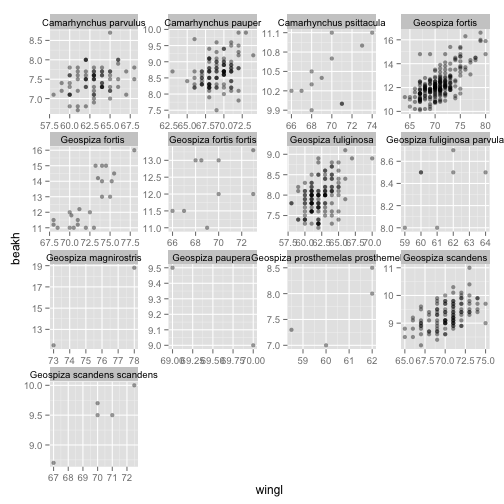 Camarhynchus parvulus Camarhynchus pauper Camarhynchus psittacula Geospiza fortis
8.5 8.0 7.5 7.0
10.0 9.5 9.0 8.5 8.0 7.5
11.1 10.8 10.5 10.2 9.9
16 14 12 10
57.5 60.0 62.5 65.0 67.5 62.5 65.0 67.5 70.0 72.5 66 68 70 72 74 65 70 75 80
Geospiza fortis Geospiza fortis fortis Geospiza fuliginosa Geospiza fuliginosa parvula
16 15 14 13 12 11
13.0 12.5 12.0 11.5 11.0
9.0 8.5 8.0 7.5
8.6 8.4 8.2 8.0
67.5 70.0 72.5 75.0 77.5 66 68 70 72 57.5 60.0 62.5 65.0 67.5 70.0 59 60 61 62 63 64
Geospiza magnirostris Geospiza paupera Geospiza prosthemelas prostheme Geospiza scandens
19 17 15 13
9.5 9.4 9.3 9.2 9.1 9.0
8.5 8.0 7.5 7.0
11 10 9 8
73 74 75 76 77 78 69.00 69.25 69.50 69.75 70.00 59 60 61 62 65.0 67.5 70.0 72.5 75.0
Geospiza scandens scandens
10.0 9.5 9.0
67 68 69 70 71 72
beakh
wingl